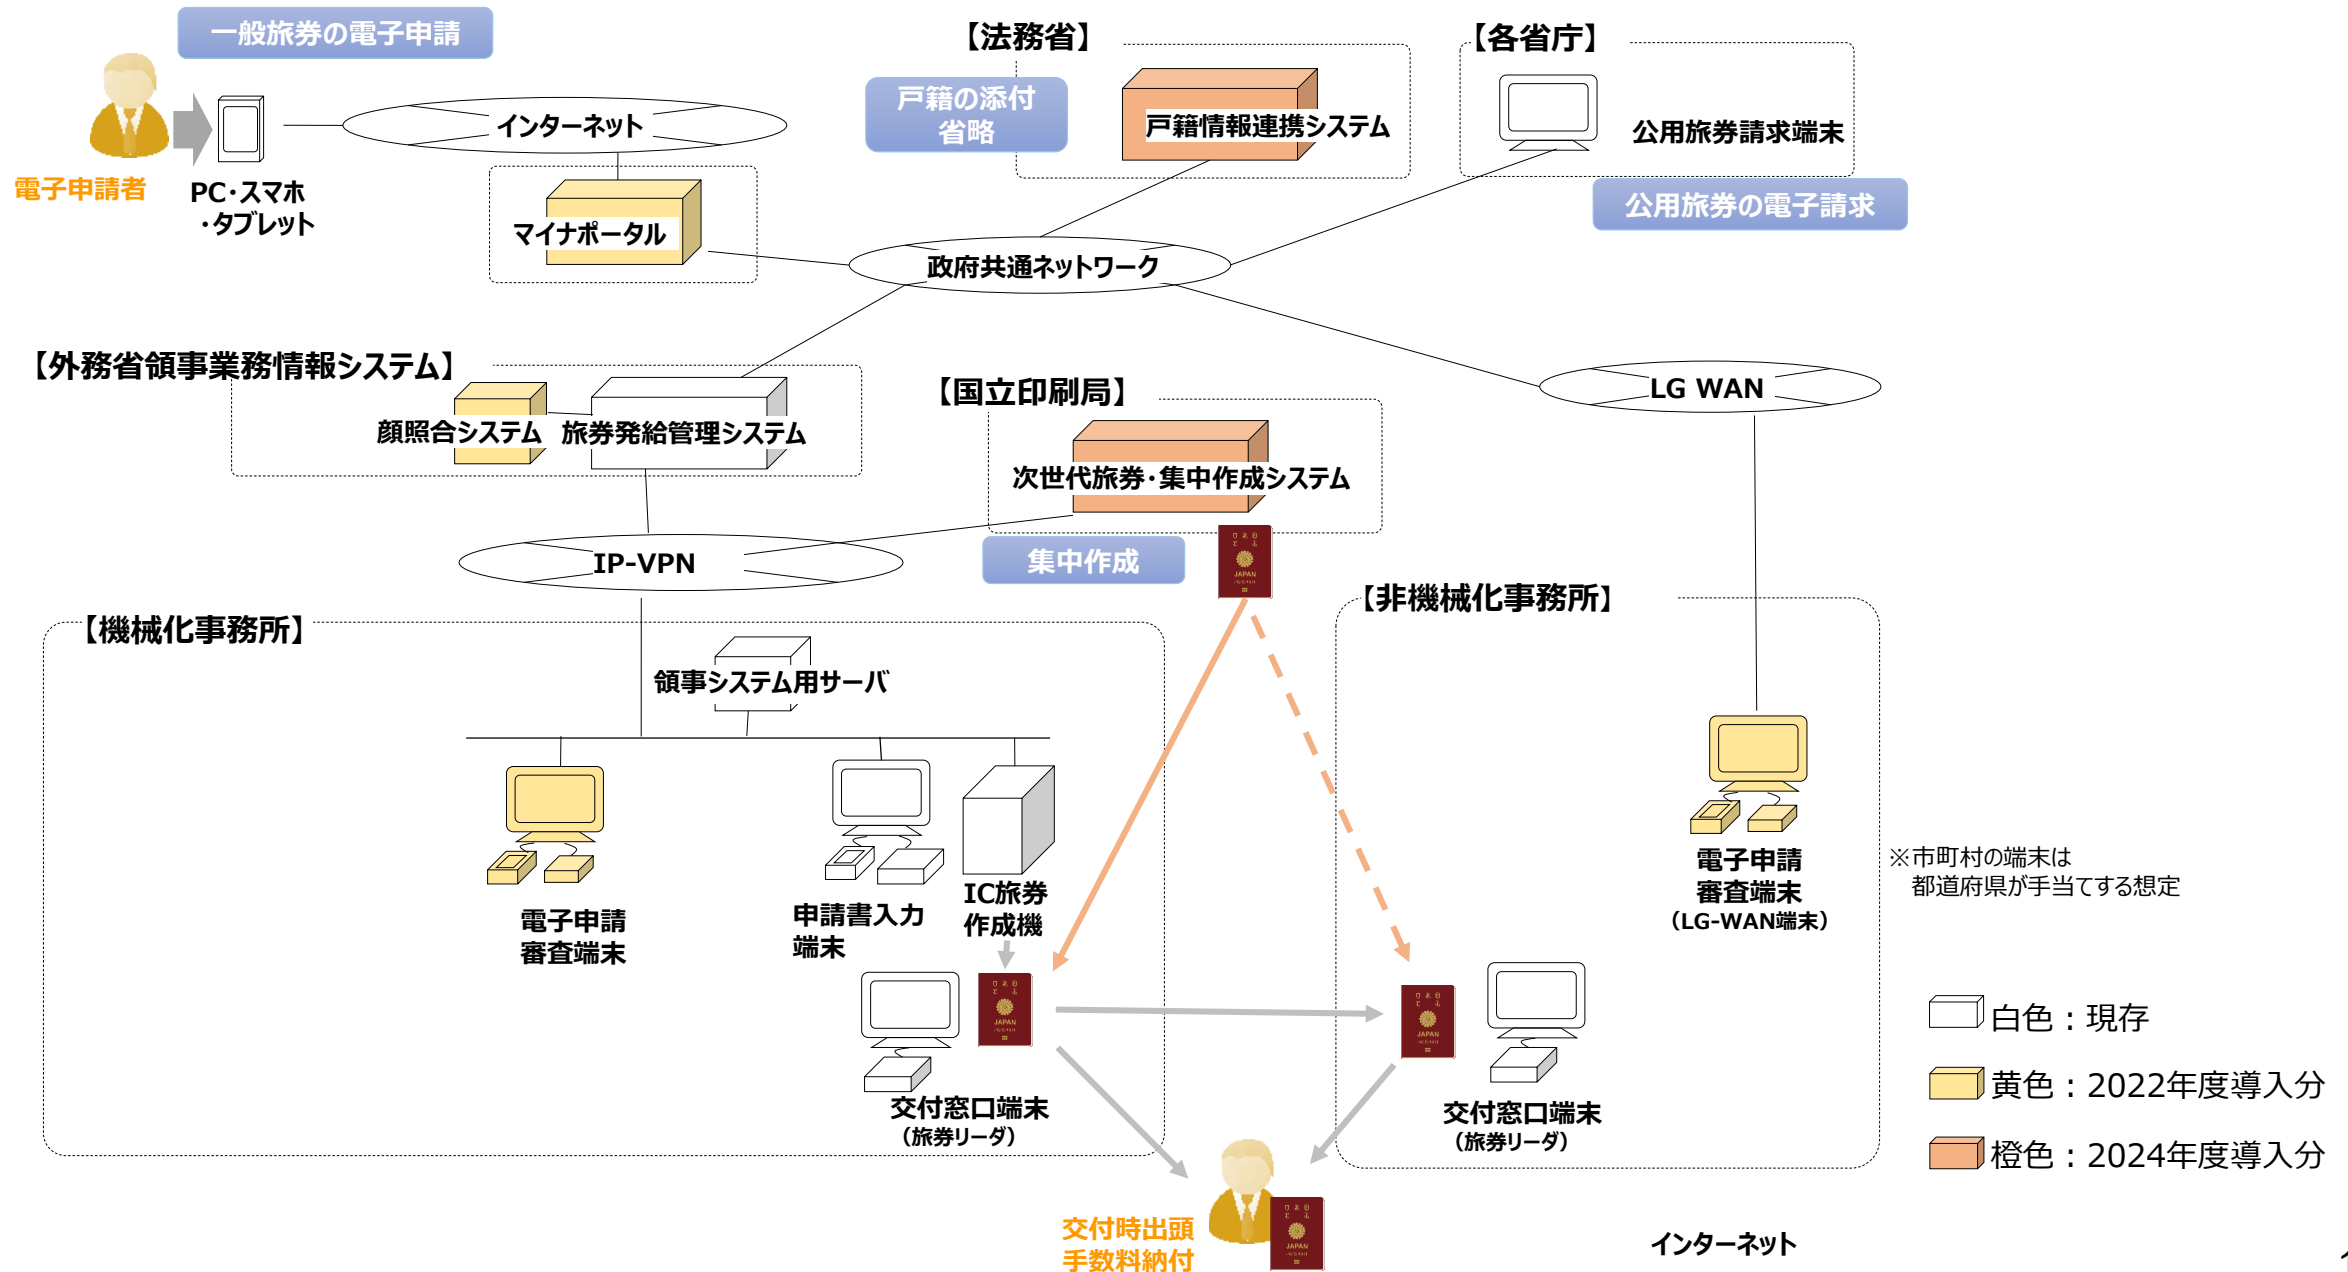 一般旅券の電子申請
電子申請者
PC・スマホ
・タブレット
インターネット
マイナポータル
【法務省】
戸籍の添付
省略
戸籍情報連携システム
【各省庁】
公用旅券請求端末
公用旅券の電子請求
政府共通ネットワーク
【外務省領事業務情報システム】
顔照合システム
旅券発給管理システム
【国立印刷局】
次世代旅券・集中作成システム
集中作成
LG WAN
IP-VPN
【機械化事務所】
領事システム用サーバ
電子申請
審査端末
申請書入力
端末
IC旅券
作成機
交付窓口端末
（旅券リーダ）
【非機械化事務所】
電子申請
審査端末
（LG-WAN端末）
※市町村の端末は
都道府県が手当てする想定
交付窓口端末
（旅券リーダ）
白色：現存
黄色：2022年度導入分
橙色：2024年度導入分
交付時出頭
手数料納付
インターネット
JAPAN
JAPAN
JAPAN
JAPAN